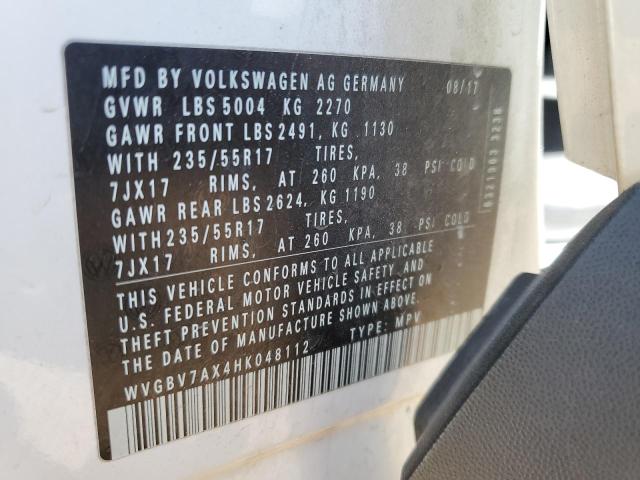 MFD BY VOLKSWAGEN AG GERMANY 08/17
GVWR LBS 5004 KG 2270
GAWR FRONT LBS 2491, KG 1130
WITH 235/55R17 TIRES,
7JX17 RIMS, AT 260 KPA, 38 PSI COLD
GAWR REAR LBS 2624, KG 1190
WITH 235/55R17 TIRES,
7JX17 RIMS, AT 260 KPA, 38 PSI COLD
THIS VEHICLE CONFORMS TO ALL APPLICABLE
U.S. FEDERAL MOTOR VEHICLE SAFETY, AND
THEFT PREVENTION STANDARDS IN EFFECT ON
THE DATE OF MANUFACTURE SHOWN ABOVE.
WVGBV7AX4HK048112 TYPE: MPV